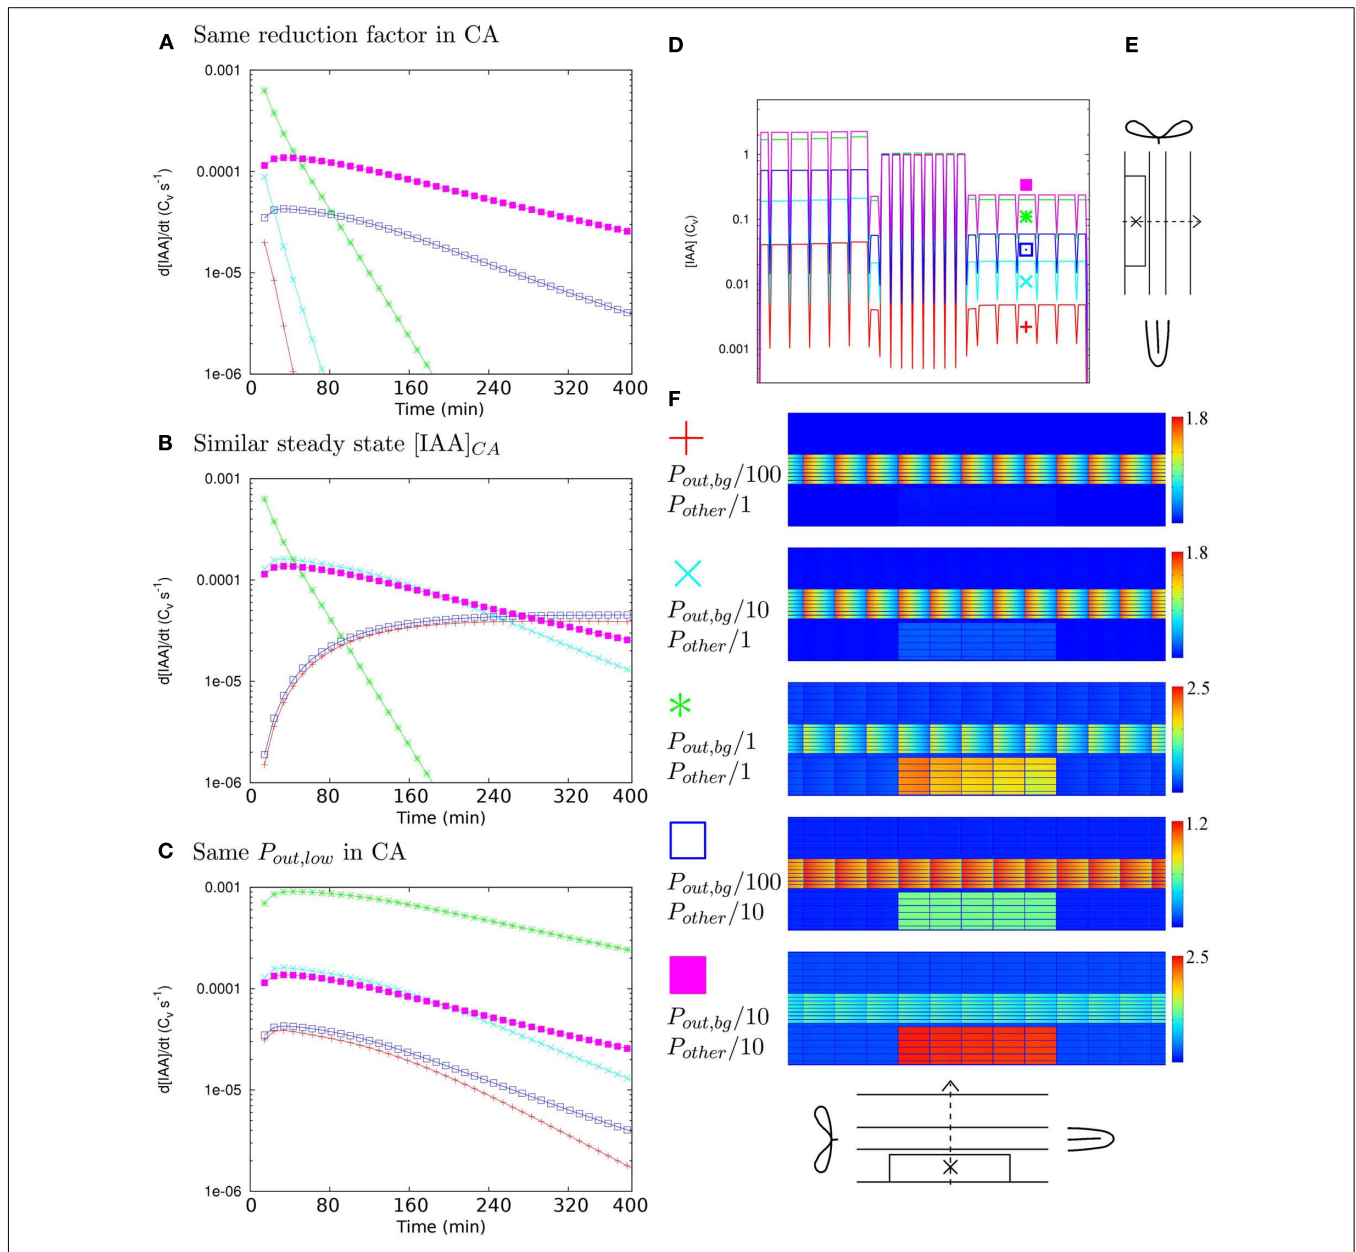 A Same reduction factor in CA
0.001
0.0001
1e-05
1e-06
d[IAA]/dt (C_v s^-1)
0 80 160 240 320 400
Time (min)
B Similar steady state [IAA]_CA
0.001
0.0001
1e-05
1e-06
d[IAA]/dt (C_v s^-1)
0 80 160 240 320 400
Time (min)
C Same P_out,low in CA
0.001
0.0001
1e-05
1e-06
d[IAA]/dt (C_v s^-1)
0 80 160 240 320 400
Time (min)
D
1
0.1
0.01
0.001
[IAA] (C_v)
E
F
P_out,bg/100
P_other/1
1.8
P_out,bg/10
P_other/1
1.8
P_out,bg/1
P_other/1
2.5
P_out,bg/100
P_other/10
1.2
P_out,bg/10
P_other/10
2.5